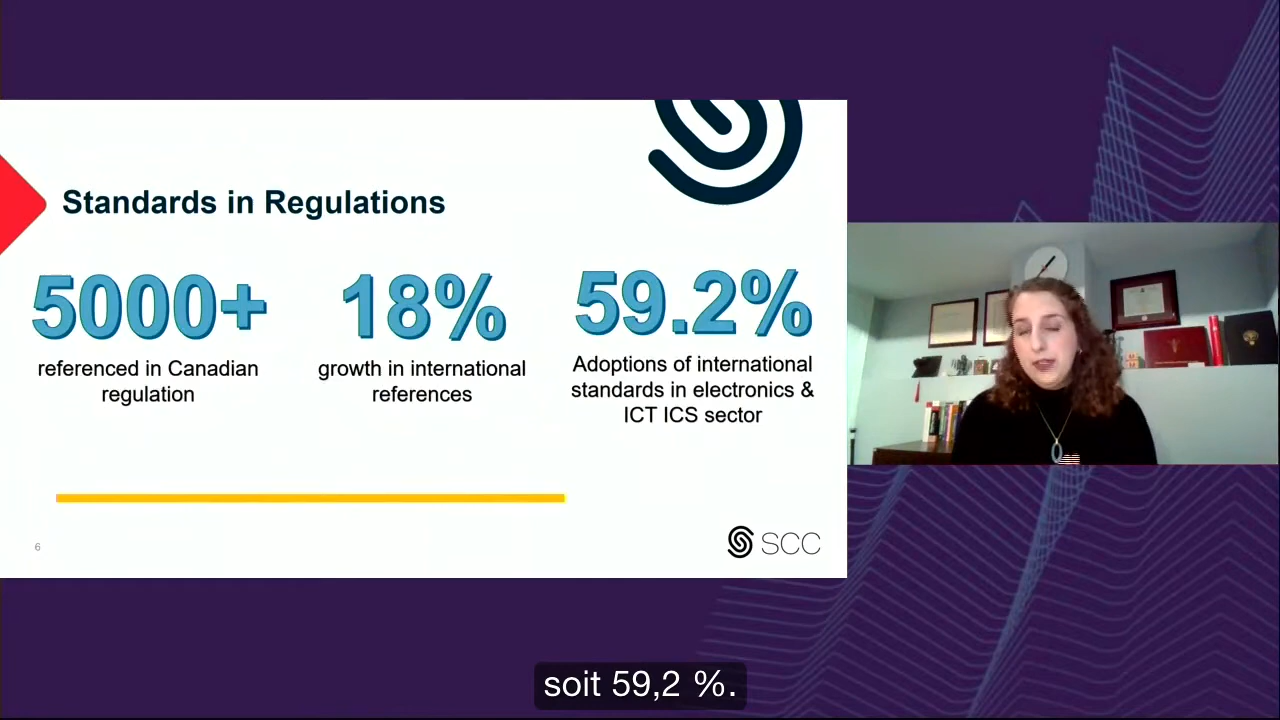 Standards in Regulations
5000+
referenced in Canadian
regulation
18%
growth in international
references
59.2%
Adoptions of international
standards in electronics &
ICT ICS sector
6
SCC
soit 59,2 %.